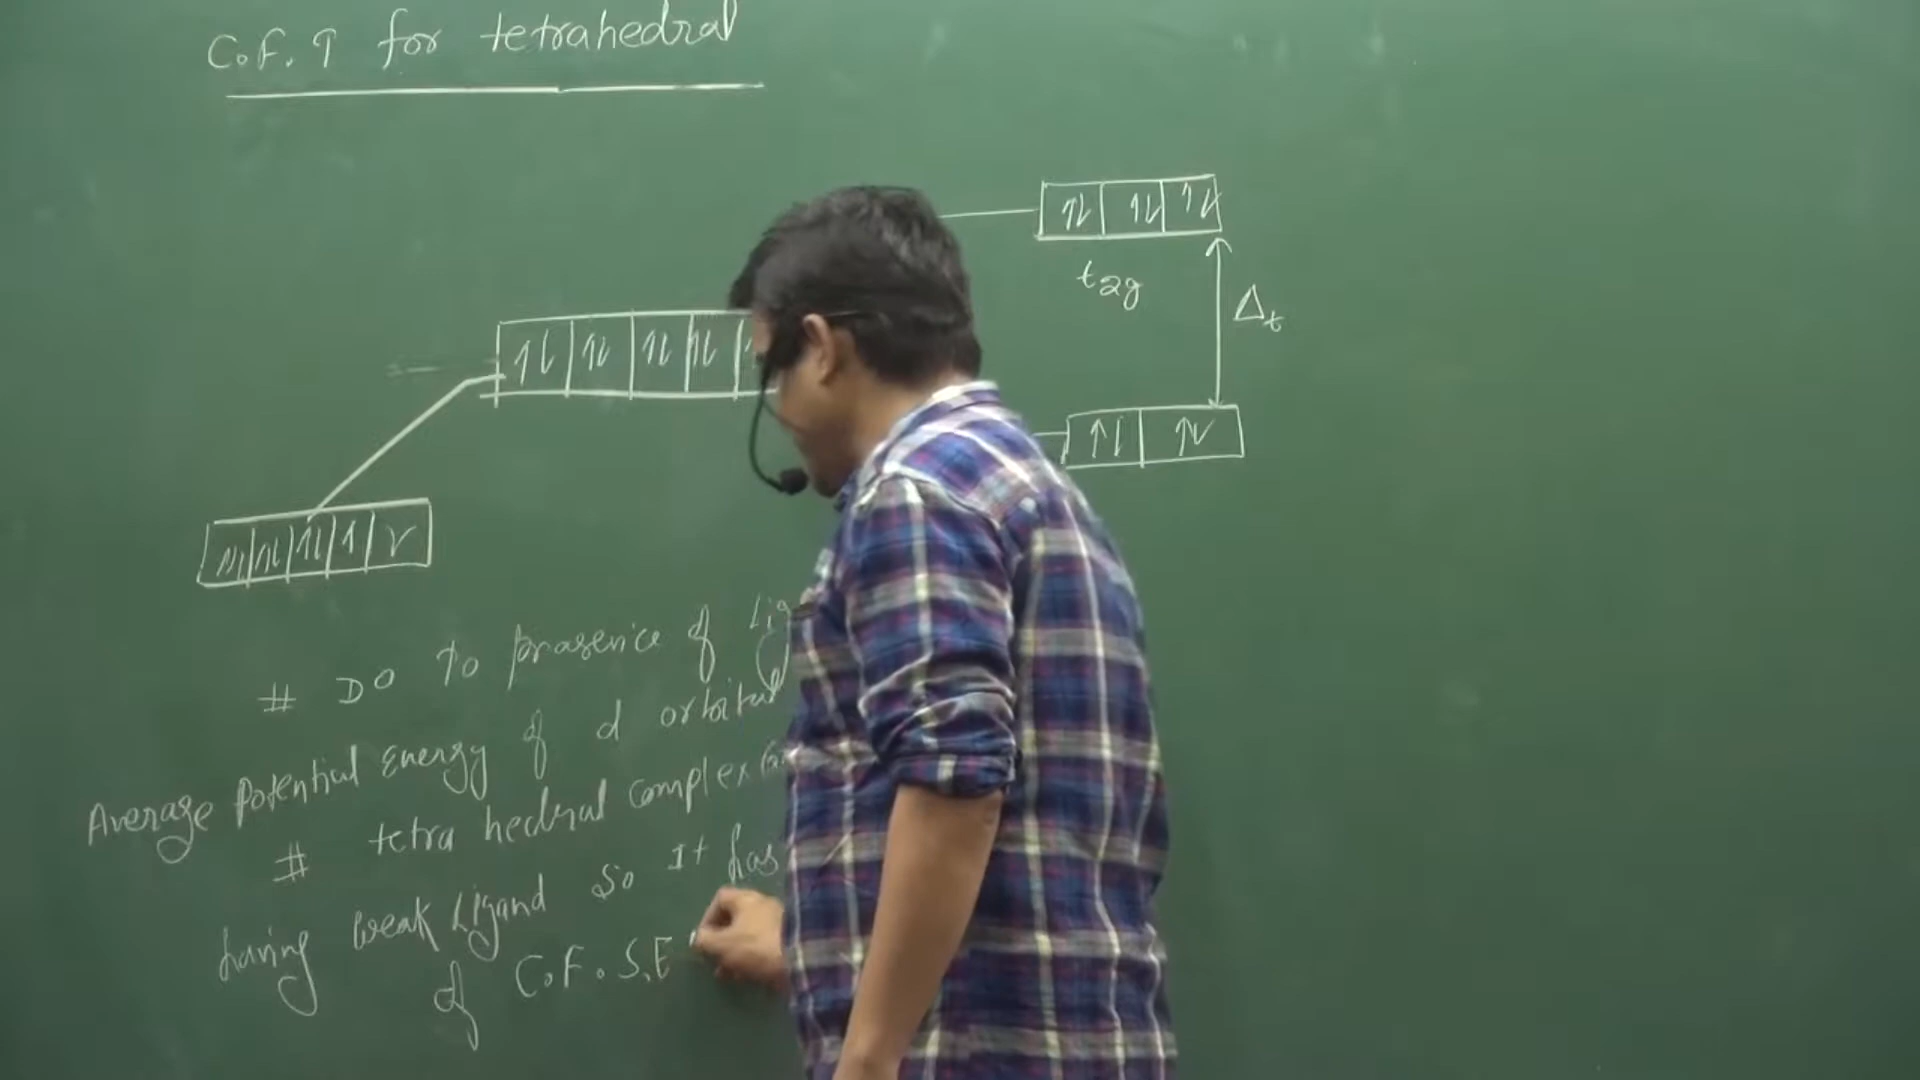 C.F.T for tetrahedral
t2g
Δt
# DO To prasence of Lig
Average Potential Energy of d orbital
# tetra hedral complex
having weak Ligand So It has
of C.F.S.E